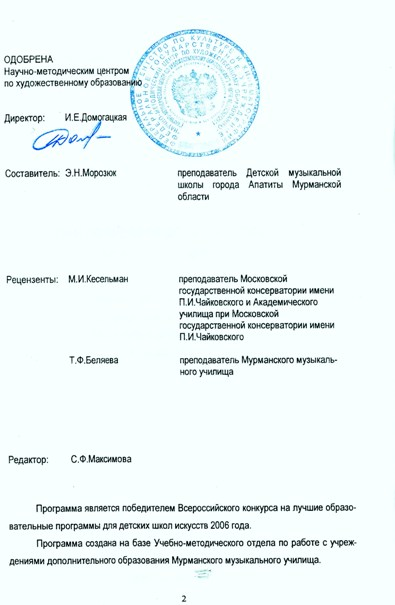 ОДОБРЕНА
Научно-методическим центром
по художественному образованию
Директор: И.Е.Домогацкая
Составитель: Э.Н.Морозюк преподаватель Детской музыкальной
школы города Апатиты Мурманской
области
Рецензенты: М.И.Кесельман преподаватель Московской
государственной консерватории имени
П.И.Чайковского и Академического
училища при Московской
государственной консерватории имени
П.И.Чайковского
Т.Ф.Беляева преподаватель Мурманского музыкаль-
ного училища
Редактор: С.Ф.Максимова
Программа является победителем Всероссийского конкурса на лучшие образо-
вательные программы для детских школ искусств 2006 года.
Программа создана на базе Учебно-методического отдела по работе с учреж-
дениями дополнительного образования Мурманского музыкального училища.
2